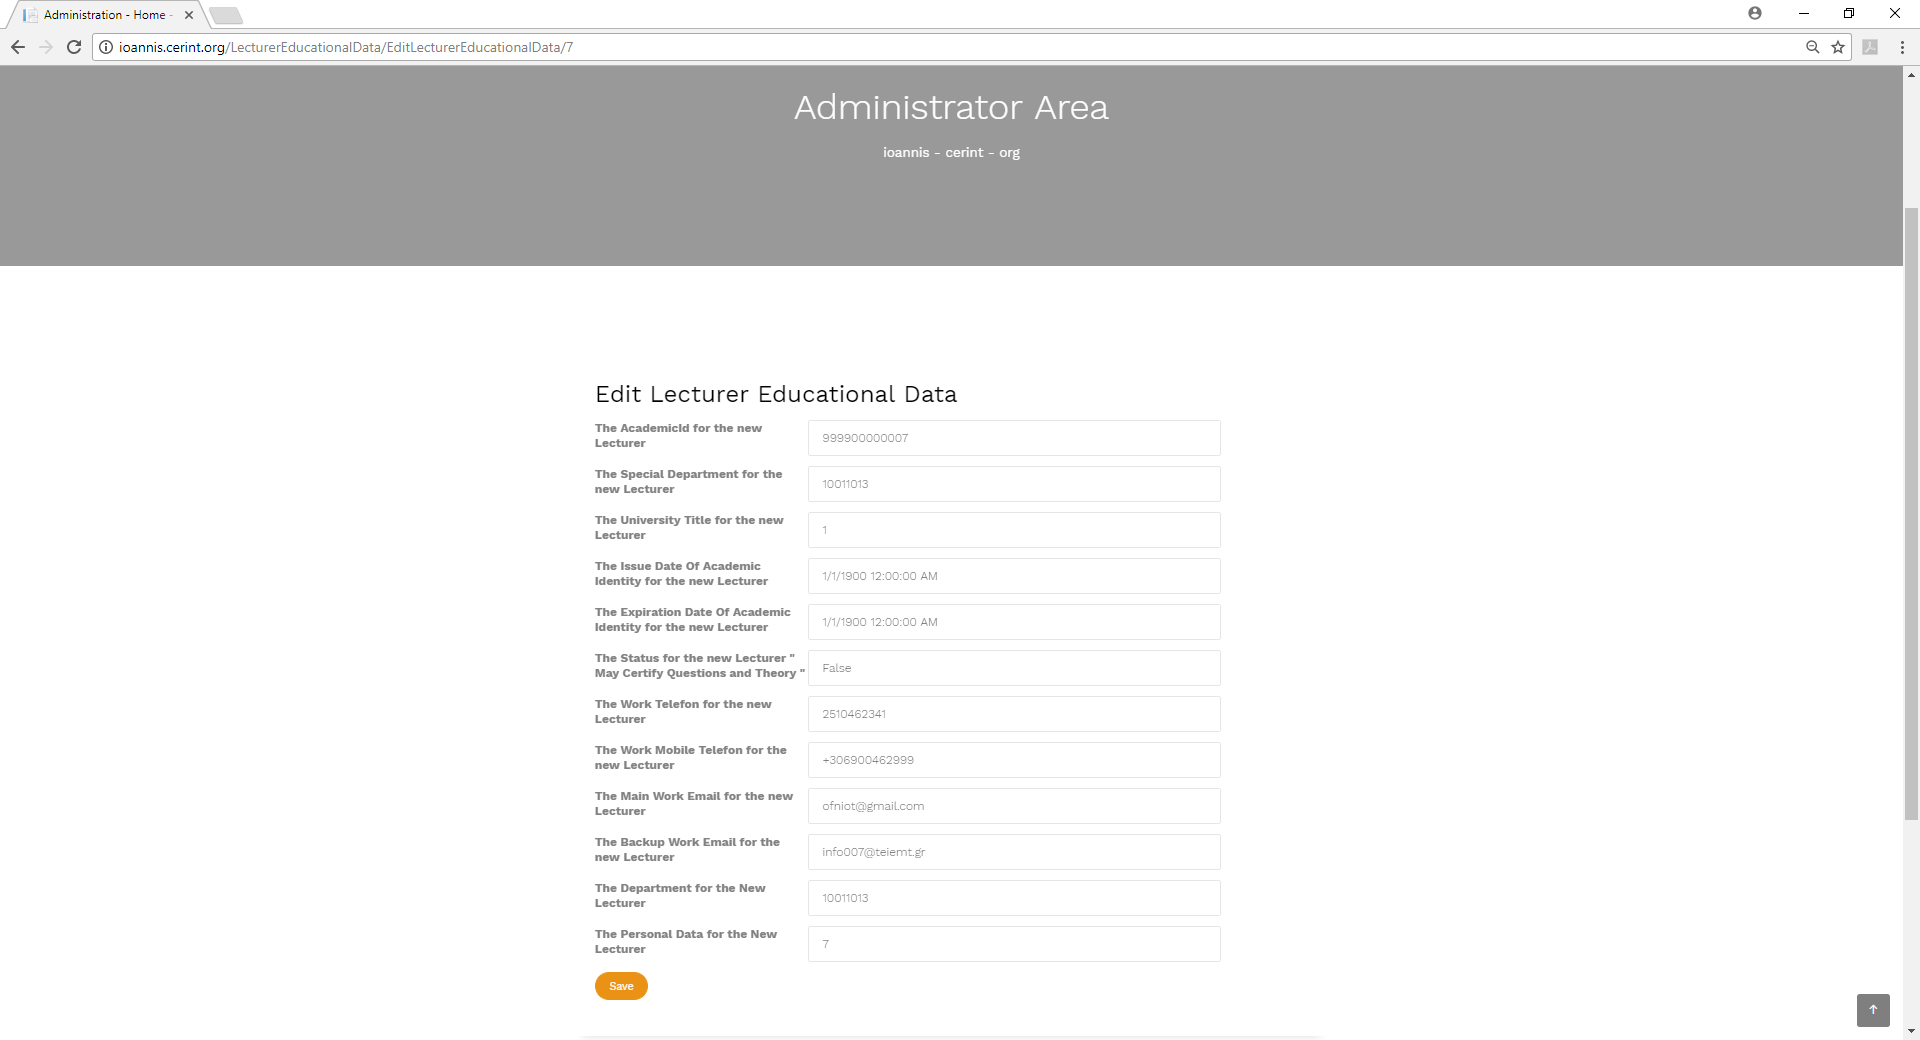 Administration - Home -
ioannis.cerint.org/LecturerEducationalData/EditLecturerEducationalData/7
Administrator Area
ioannis - cerint - org
Edit Lecturer Educational Data
The AcademicId for the new
Lecturer
999900000007
The Special Department for the
new Lecturer
10011013
The University Title for the new
Lecturer
1
The Issue Date Of Academic
Identity for the new Lecturer
1/1/1900 12:00:00 AM
The Expiration Date Of Academic
Identity for the new Lecturer
1/1/1900 12:00:00 AM
The Status for the new Lecturer "
May Certify Questions and Theory "
False
The Work Telefon for the new
Lecturer
2510462341
The Work Mobile Telefon for the
new Lecturer
+306900462999
The Main Work Email for the new
Lecturer
ofniot@gmail.com
The Backup Work Email for the
new Lecturer
info007@teiemt.gr
The Department for the New
Lecturer
10011013
The Personal Data for the New
Lecturer
7
Save